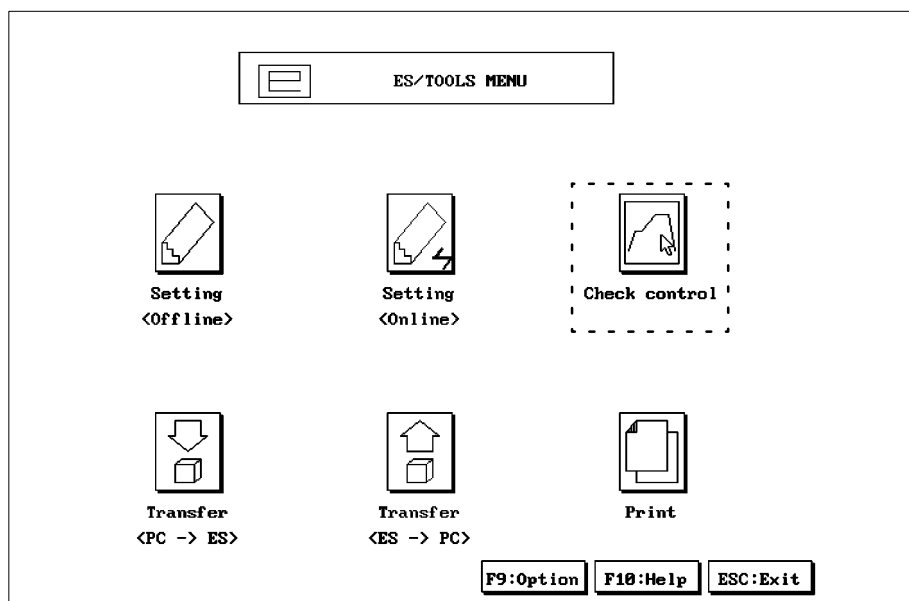 ES/TOOLS MENU
Setting
<Offline>
Setting
<Online>
Check control
Transfer
<PC -> ES>
Transfer
<ES -> PC>
Print
F9:Option
F10:Help
ESC:Exit